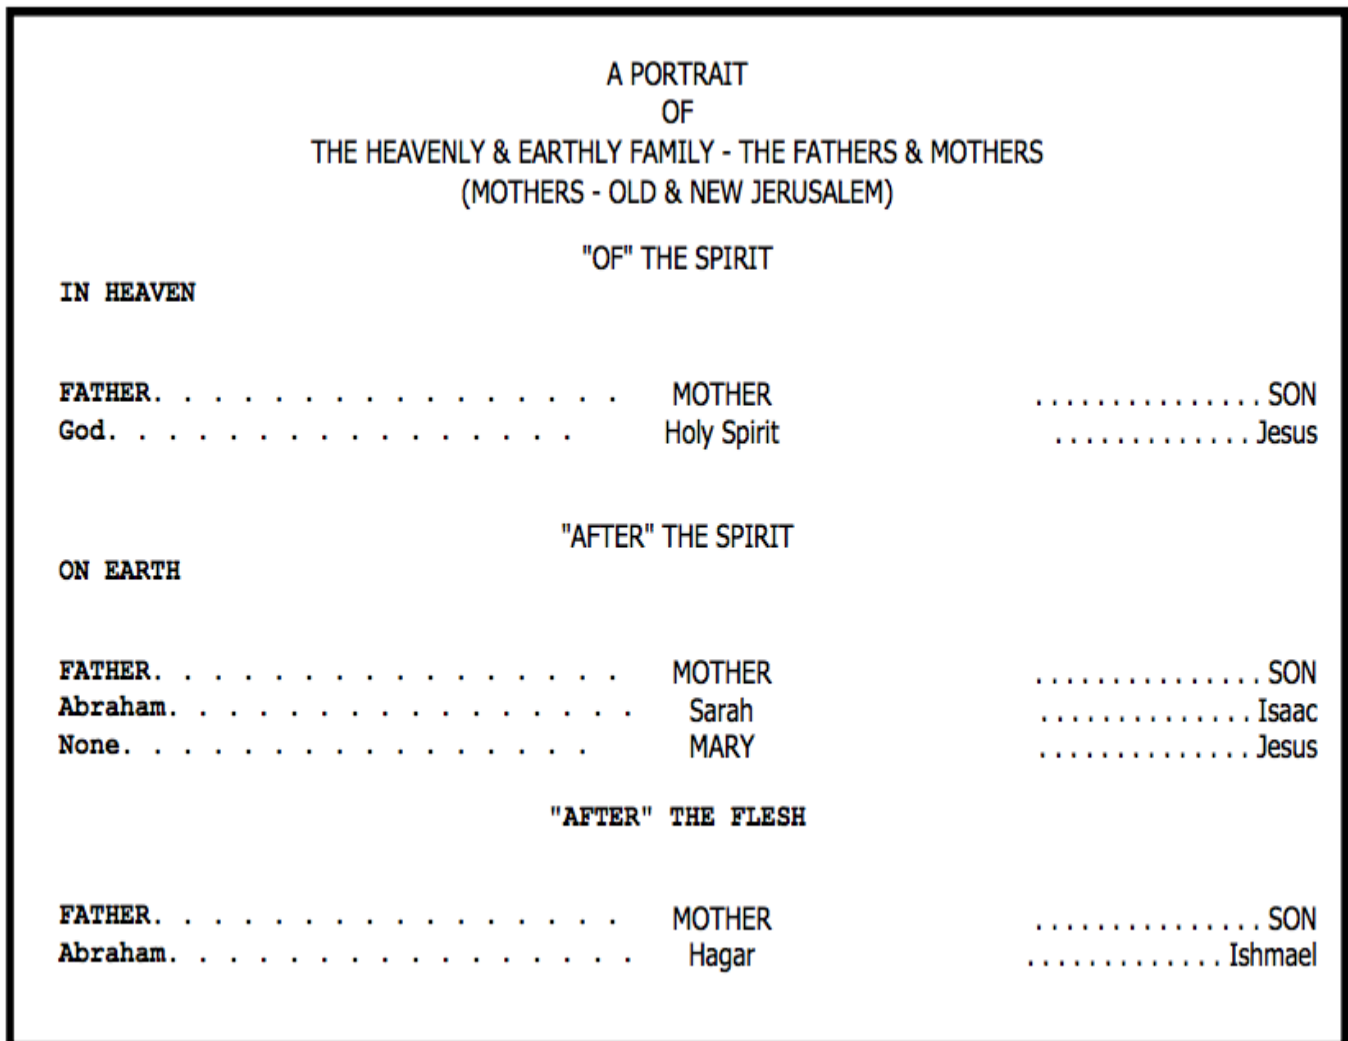 A PORTRAIT
OF
THE HEAVENLY & EARTHLY FAMILY - THE FATHERS & MOTHERS
(MOTHERS - OLD & NEW JERUSALEM)
"OF" THE SPIRIT
IN HEAVEN
FATHER. . . . . . . . . . . . . . . . MOTHER . . . . . . . . . . . . . . . SON
God. . . . . . . . . . . . . . . . Holy Spirit . . . . . . . . . . . . . Jesus
"AFTER" THE SPIRIT
ON EARTH
FATHER. . . . . . . . . . . . . . . . MOTHER . . . . . . . . . . . . . . . SON
Abraham. . . . . . . . . . . . . . . . Sarah . . . . . . . . . . . . . . Isaac
None. . . . . . . . . . . . . . . . MARY . . . . . . . . . . . . . . Jesus
"AFTER" THE FLESH
FATHER. . . . . . . . . . . . . . . . MOTHER . . . . . . . . . . . . . . . SON
Abraham. . . . . . . . . . . . . . . . Hagar . . . . . . . . . . . . . Ishmael